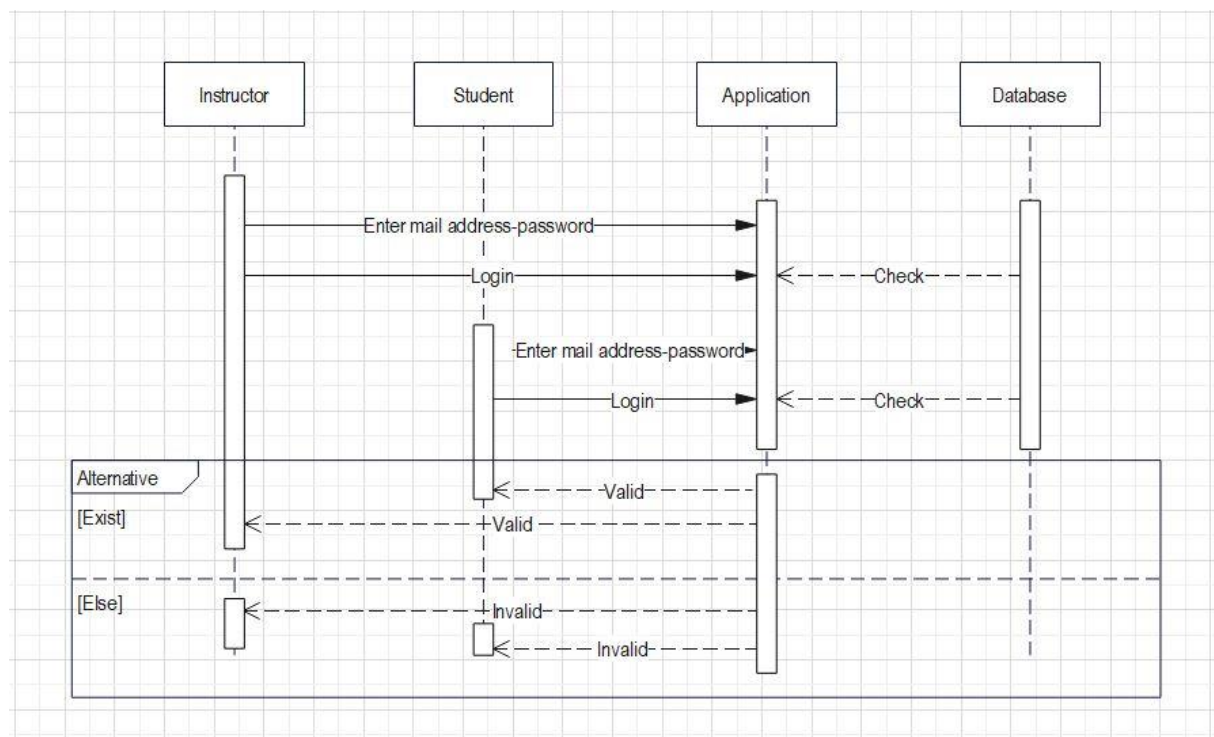 Instructor
Student
Application
Database
Enter mail address-password
Login
Check
Enter mail address-password
Login
Check
Alternative
Valid
[Exist]
Valid
[Else]
Invalid
Invalid